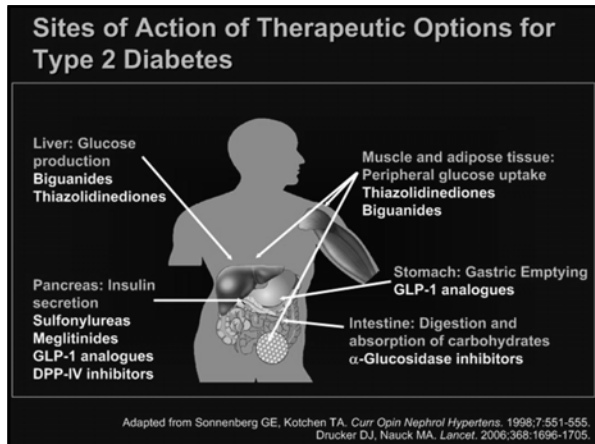 Sites of Action of Therapeutic Options for
Type 2 Diabetes
Liver: Glucose
production
Biguanides
Thiazolidinediones
Muscle and adipose tissue:
Peripheral glucose uptake
Thiazolidinediones
Biguanides
Pancreas: Insulin
secretion
Sulfonylureas
Meglitinides
GLP-1 analogues
DPP-IV inhibitors
Stomach: Gastric Emptying
GLP-1 analogues
Intestine: Digestion and
absorption of carbohydrates
α-Glucosidase inhibitors
Adapted from Sonnenberg GE, Kotchen TA. Curr Opin Nephrol Hypertens. 1998;7:551-555.
Drucker DJ, Nauck MA. Lancet. 2006;368:1696-1705.